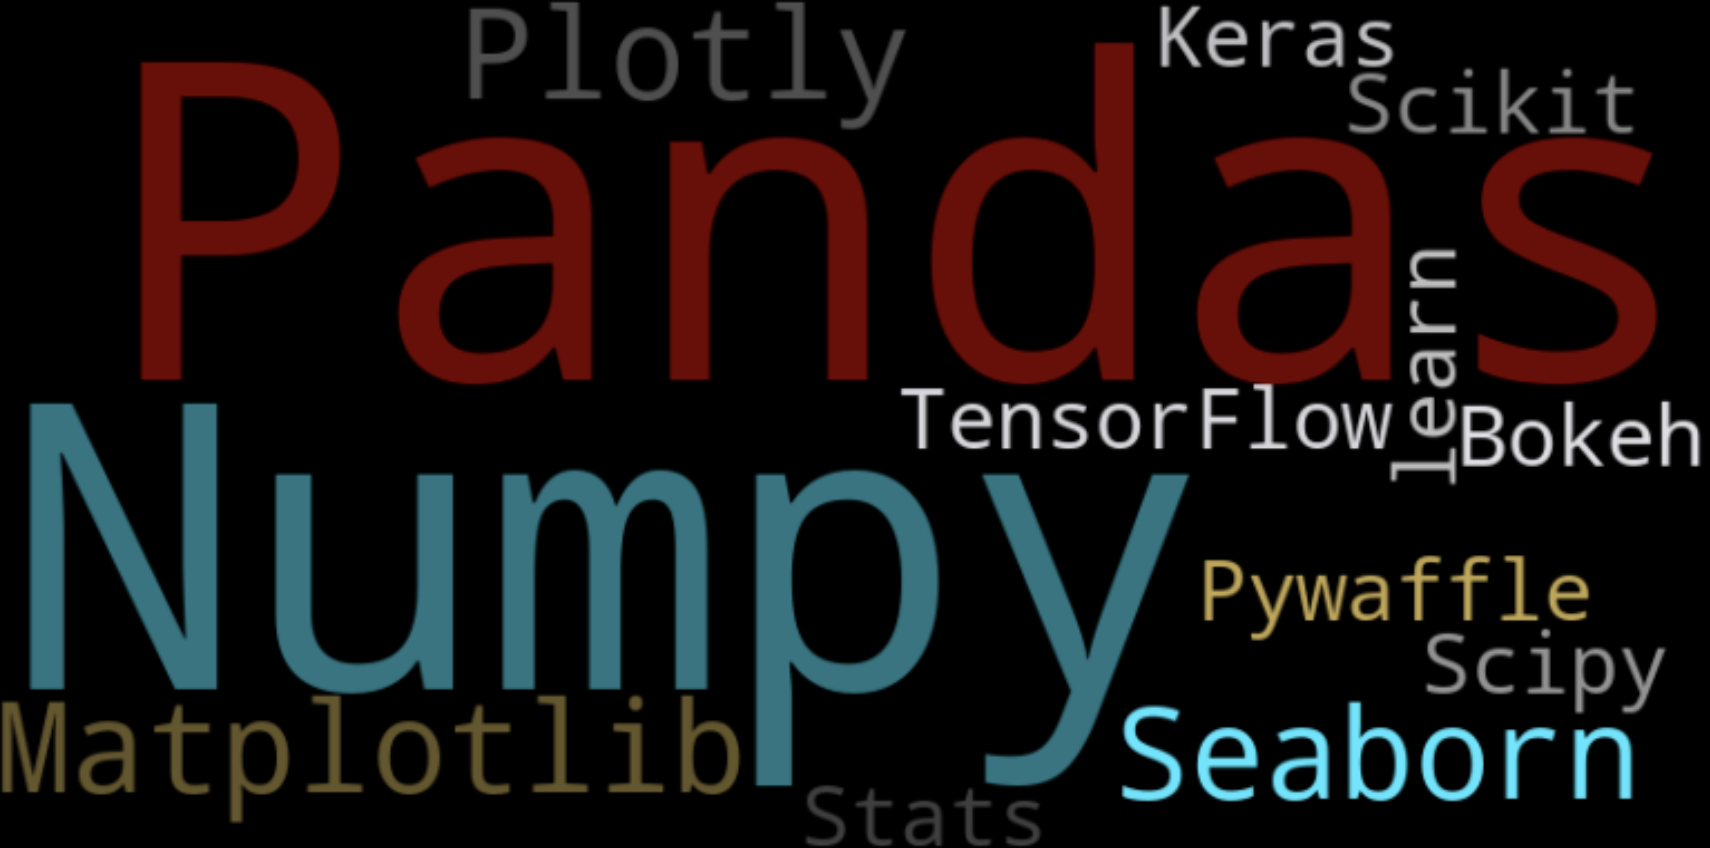 Plotly
Keras
Scikit
Pandas
learn
TensorFlow
Bokeh
Numpy
Pywaffle
Scipy
Matplotlib
Seaborn
Stats